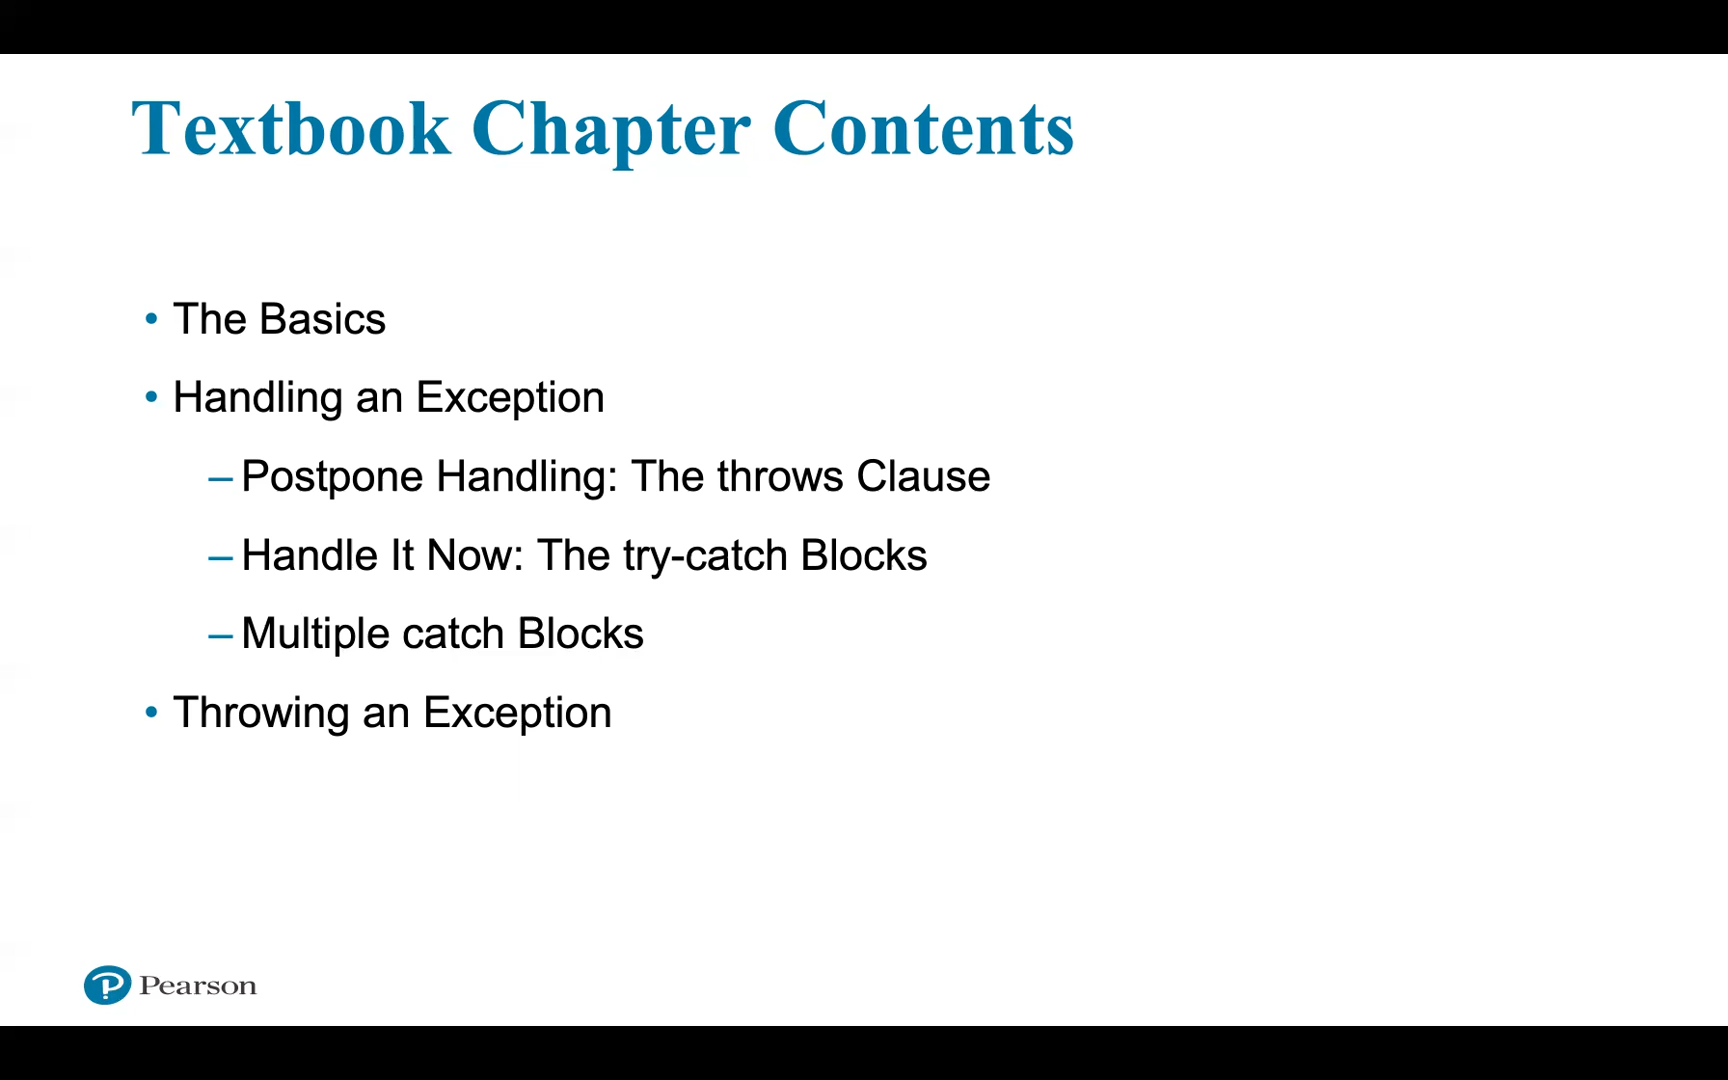 Textbook Chapter Contents
• The Basics
• Handling an Exception
– Postpone Handling: The throws Clause
– Handle It Now: The try-catch Blocks
– Multiple catch Blocks
• Throwing an Exception
Pearson